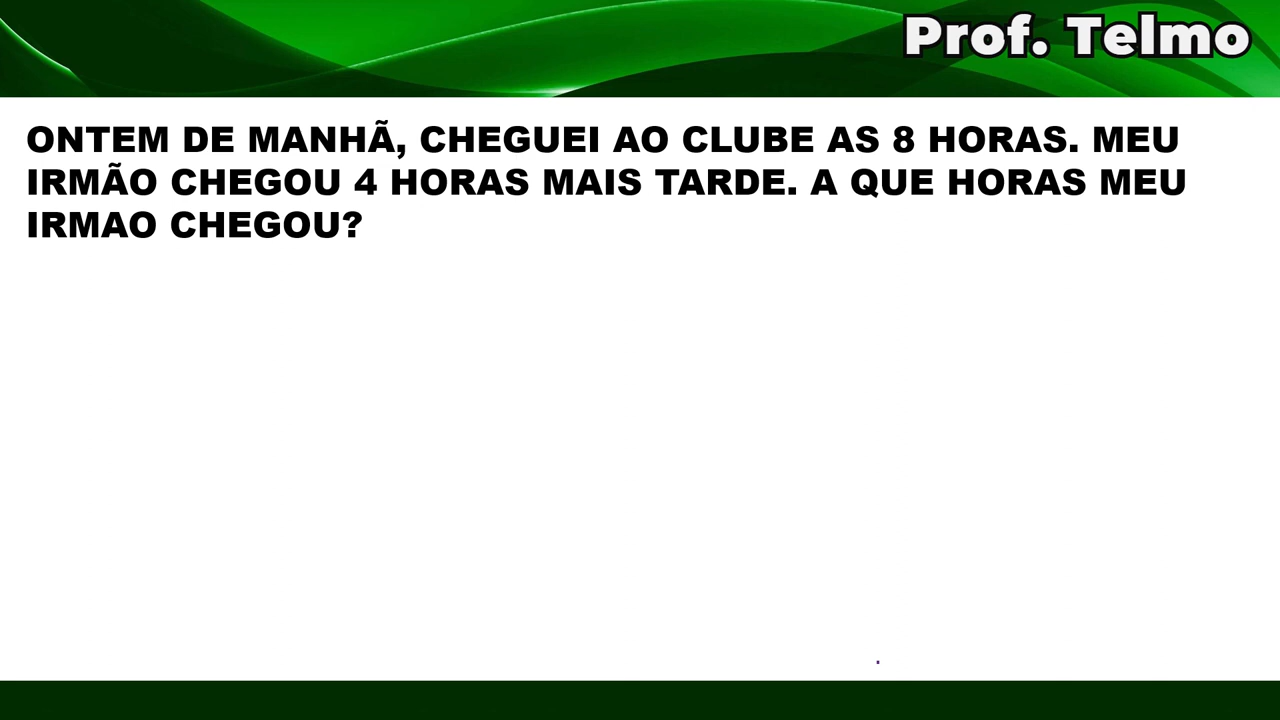 Prof. Telmo
ONTEM DE MANHÃ, CHEGUEI AO CLUBE AS 8 HORAS. MEU
IRMÃO CHEGOU 4 HORAS MAIS TARDE. A QUE HORAS MEU
IRMAO CHEGOU?